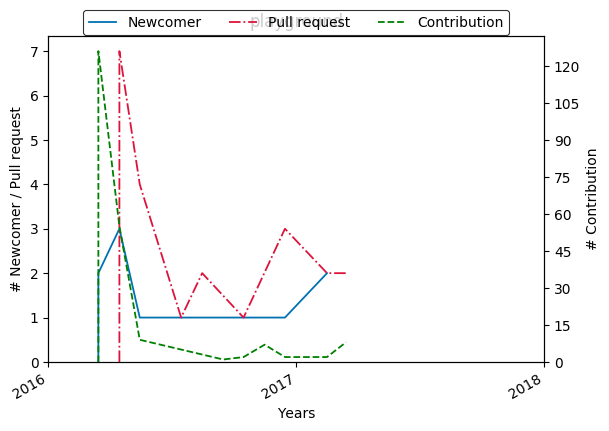 playground
Newcomer Pull request Contribution
7
6
5
4
3
2
1
0
# Newcomer / Pull request
120
105
90
75
60
45
30
15
0
# Contribution
2016 2017 2018
Years